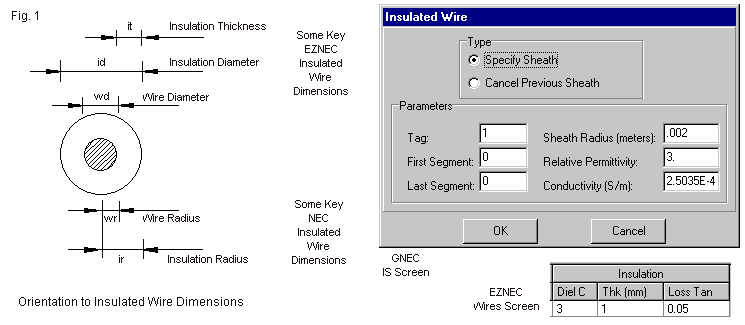 Fig. 1
it
Insulation Thickness
id
Insulation Diameter
wd
Wire Diameter
wr
Wire Radius
ir
Insulation Radius
Orientation to Insulated Wire Dimensions
Some Key
EZNEC
Insulated
Wire
Dimensions
Some Key
NEC
Insulated
Wire
Dimensions
Insulated Wire
Type
Specify Sheath
Cancel Previous Sheath
Parameters
Tag: 1 Sheath Radius (meters): .002
First Segment: 0 Relative Permittivity: 3.
Last Segment: 0 Conductivity (S/m): 2.5035E-4
OK Cancel
GNEC
IS Screen
EZNEC
Wires Screen
Insulation
Diel C Thk (mm) Loss Tan
3 1 0.05